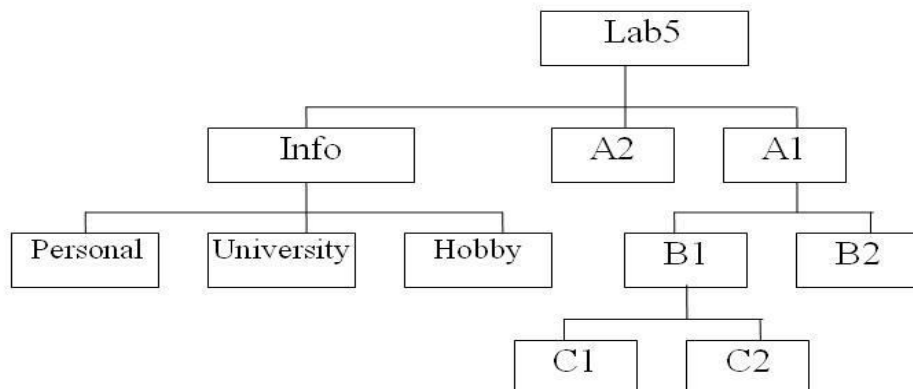 Lab5
Info
A2
A1
Personal
University
Hobby
B1
B2
C1
C2